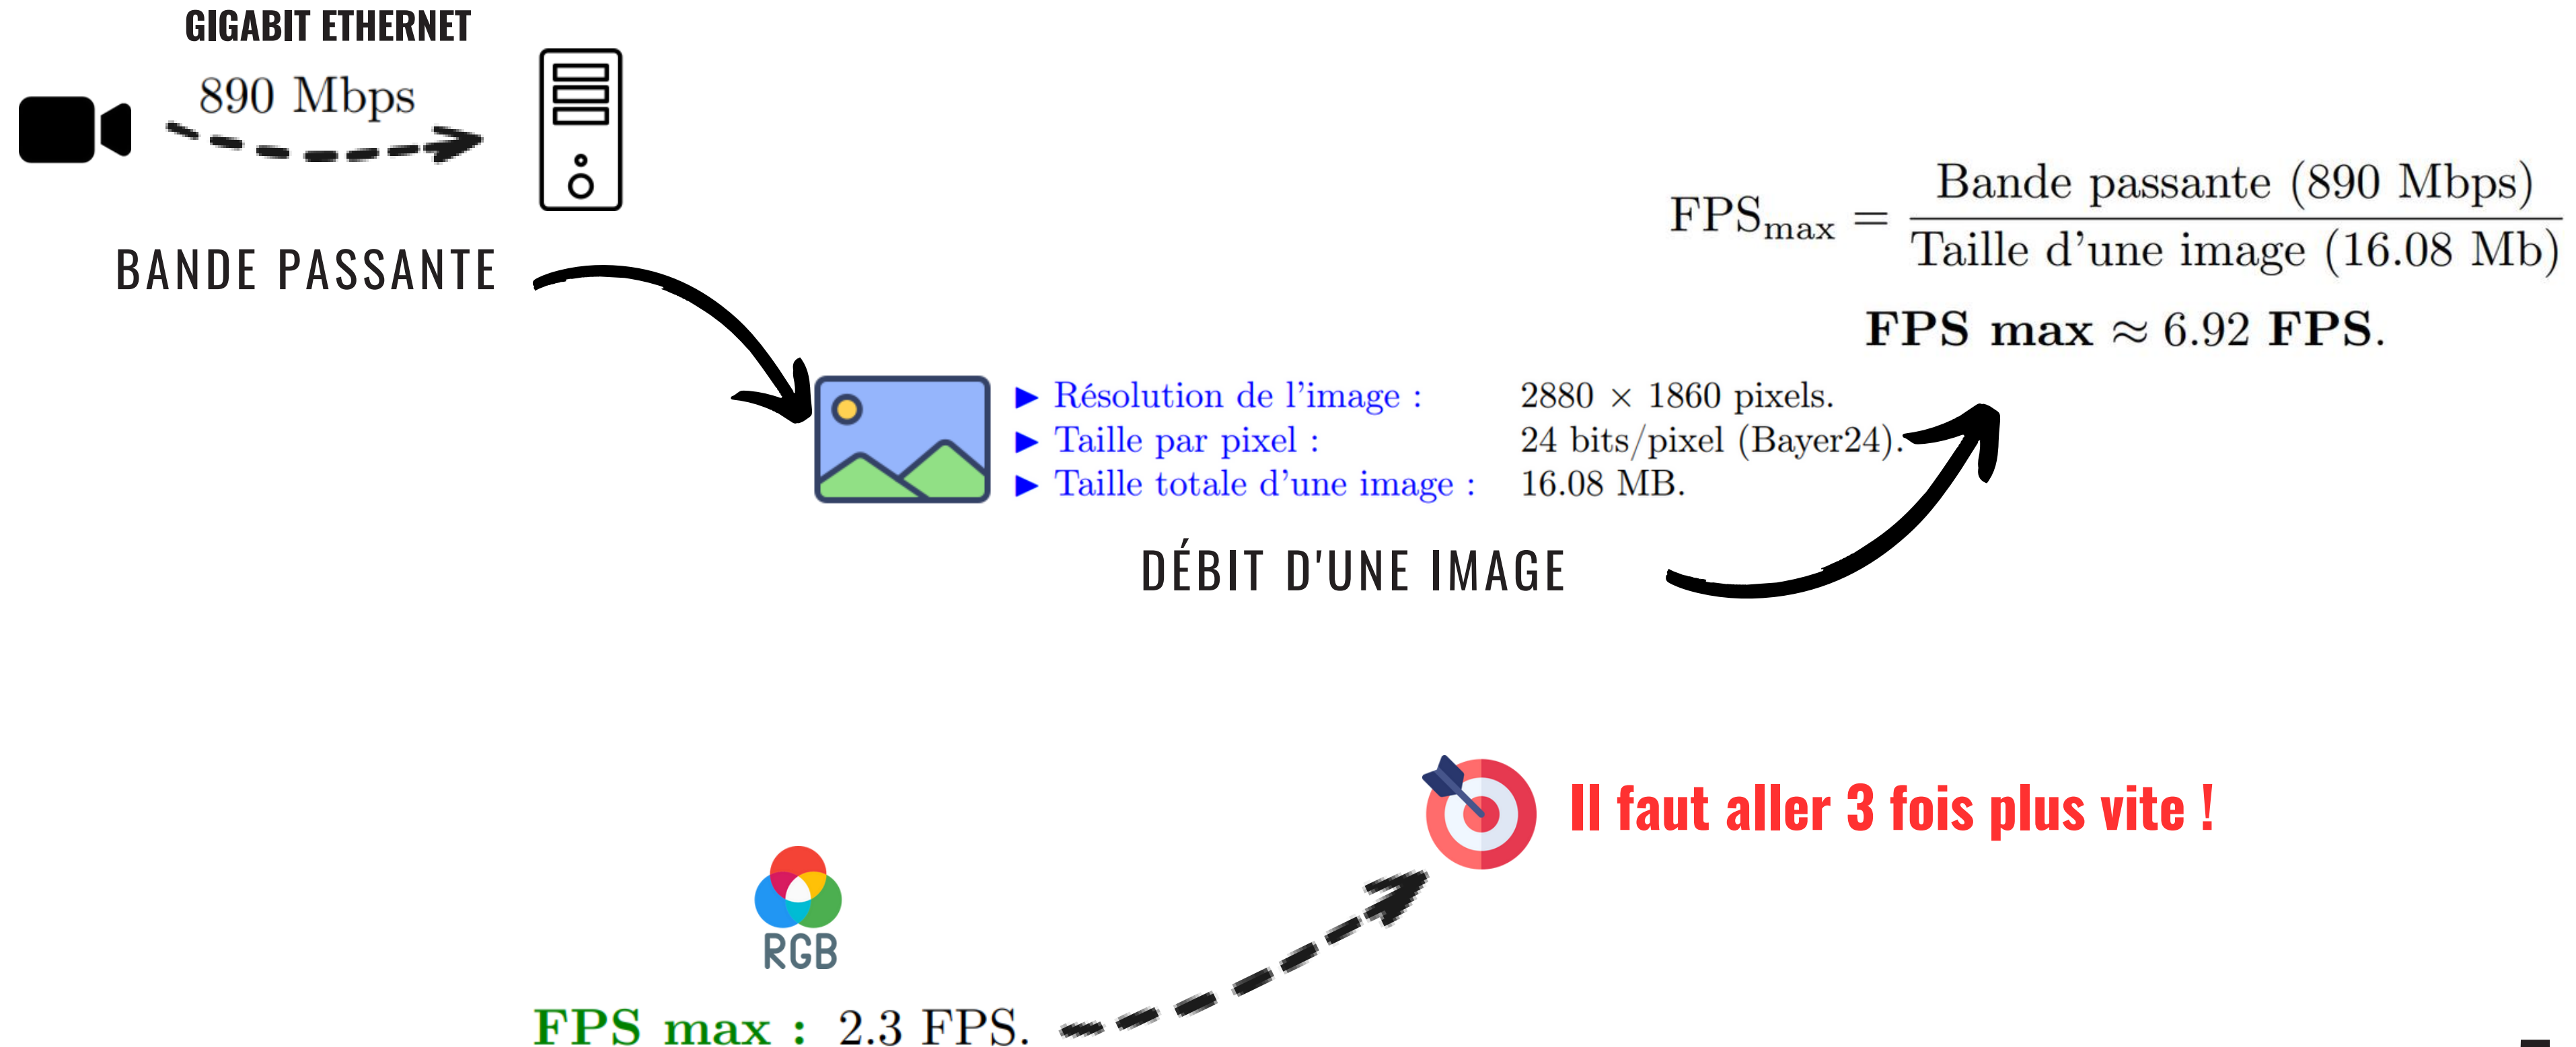 GIGABIT ETHERNET
890 Mbps
BANDE PASSANTE
FPSmax = Bande passante (890 Mbps) / Taille d'une image (16.08 Mb)
FPS max ≈ 6.92 FPS.
► Résolution de l'image : 2880 × 1860 pixels.
► Taille par pixel : 24 bits/pixel (Bayer24).
► Taille totale d'une image : 16.08 MB.
DÉBIT D'UNE IMAGE
Il faut aller 3 fois plus vite !
RGB
FPS max : 2.3 FPS.